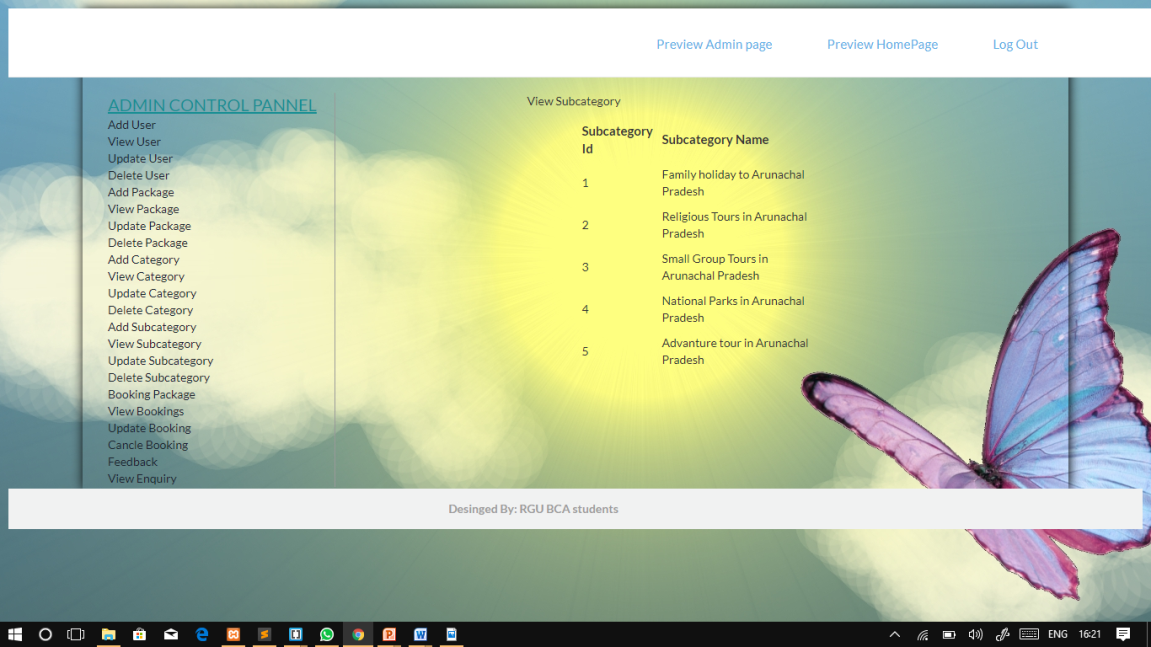 Preview Admin page Preview HomePage Log Out
ADMIN CONTROL PANNEL
Add User
View User
Update User
Delete User
Add Package
View Package
Update Package
Delete Package
Add Category
View Category
Update Category
Delete Category
Add Subcategory
View Subcategory
Update Subcategory
Delete Subcategory
Booking Package
View Bookings
Update Booking
Cancle Booking
Feedback
View Enquiry
View Subcategory
Subcategory
Id
Subcategory Name
1
Family holiday to Arunachal
Pradesh
2
Religious Tours in Arunachal
Pradesh
3
Small Group Tours in
Arunachal Pradesh
4
National Parks in Arunachal
Pradesh
5
Advanture tour in Arunachal
Pradesh
Desinged By: RGU BCA students
ENG 16:21